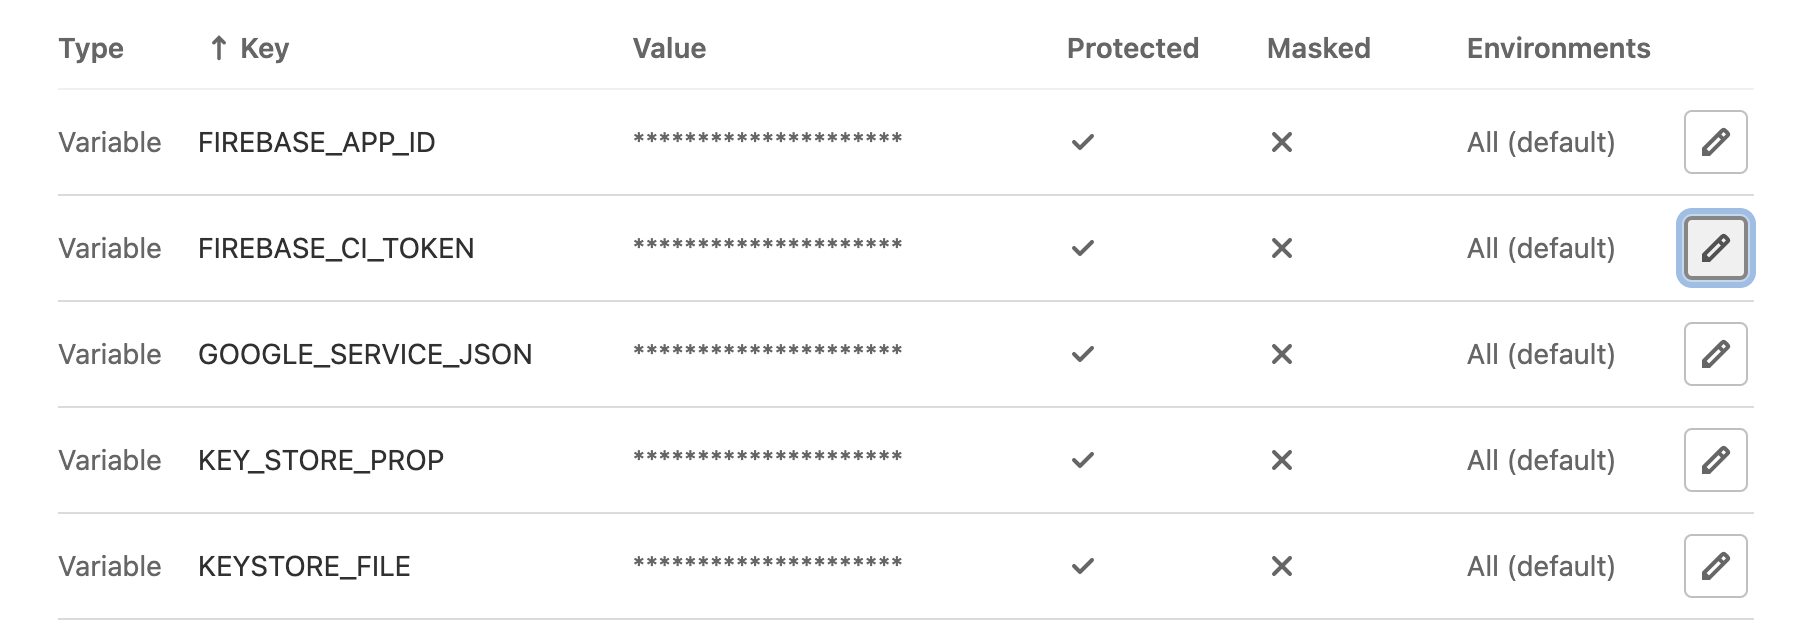 Type ↑ Key Value Protected Masked Environments
Variable FIREBASE_APP_ID ********************* ✓ ✕ All (default)
Variable FIREBASE_CI_TOKEN ********************* ✓ ✕ All (default)
Variable GOOGLE_SERVICE_JSON ********************* ✓ ✕ All (default)
Variable KEY_STORE_PROP ********************* ✓ ✕ All (default)
Variable KEYSTORE_FILE ********************* ✓ ✕ All (default)